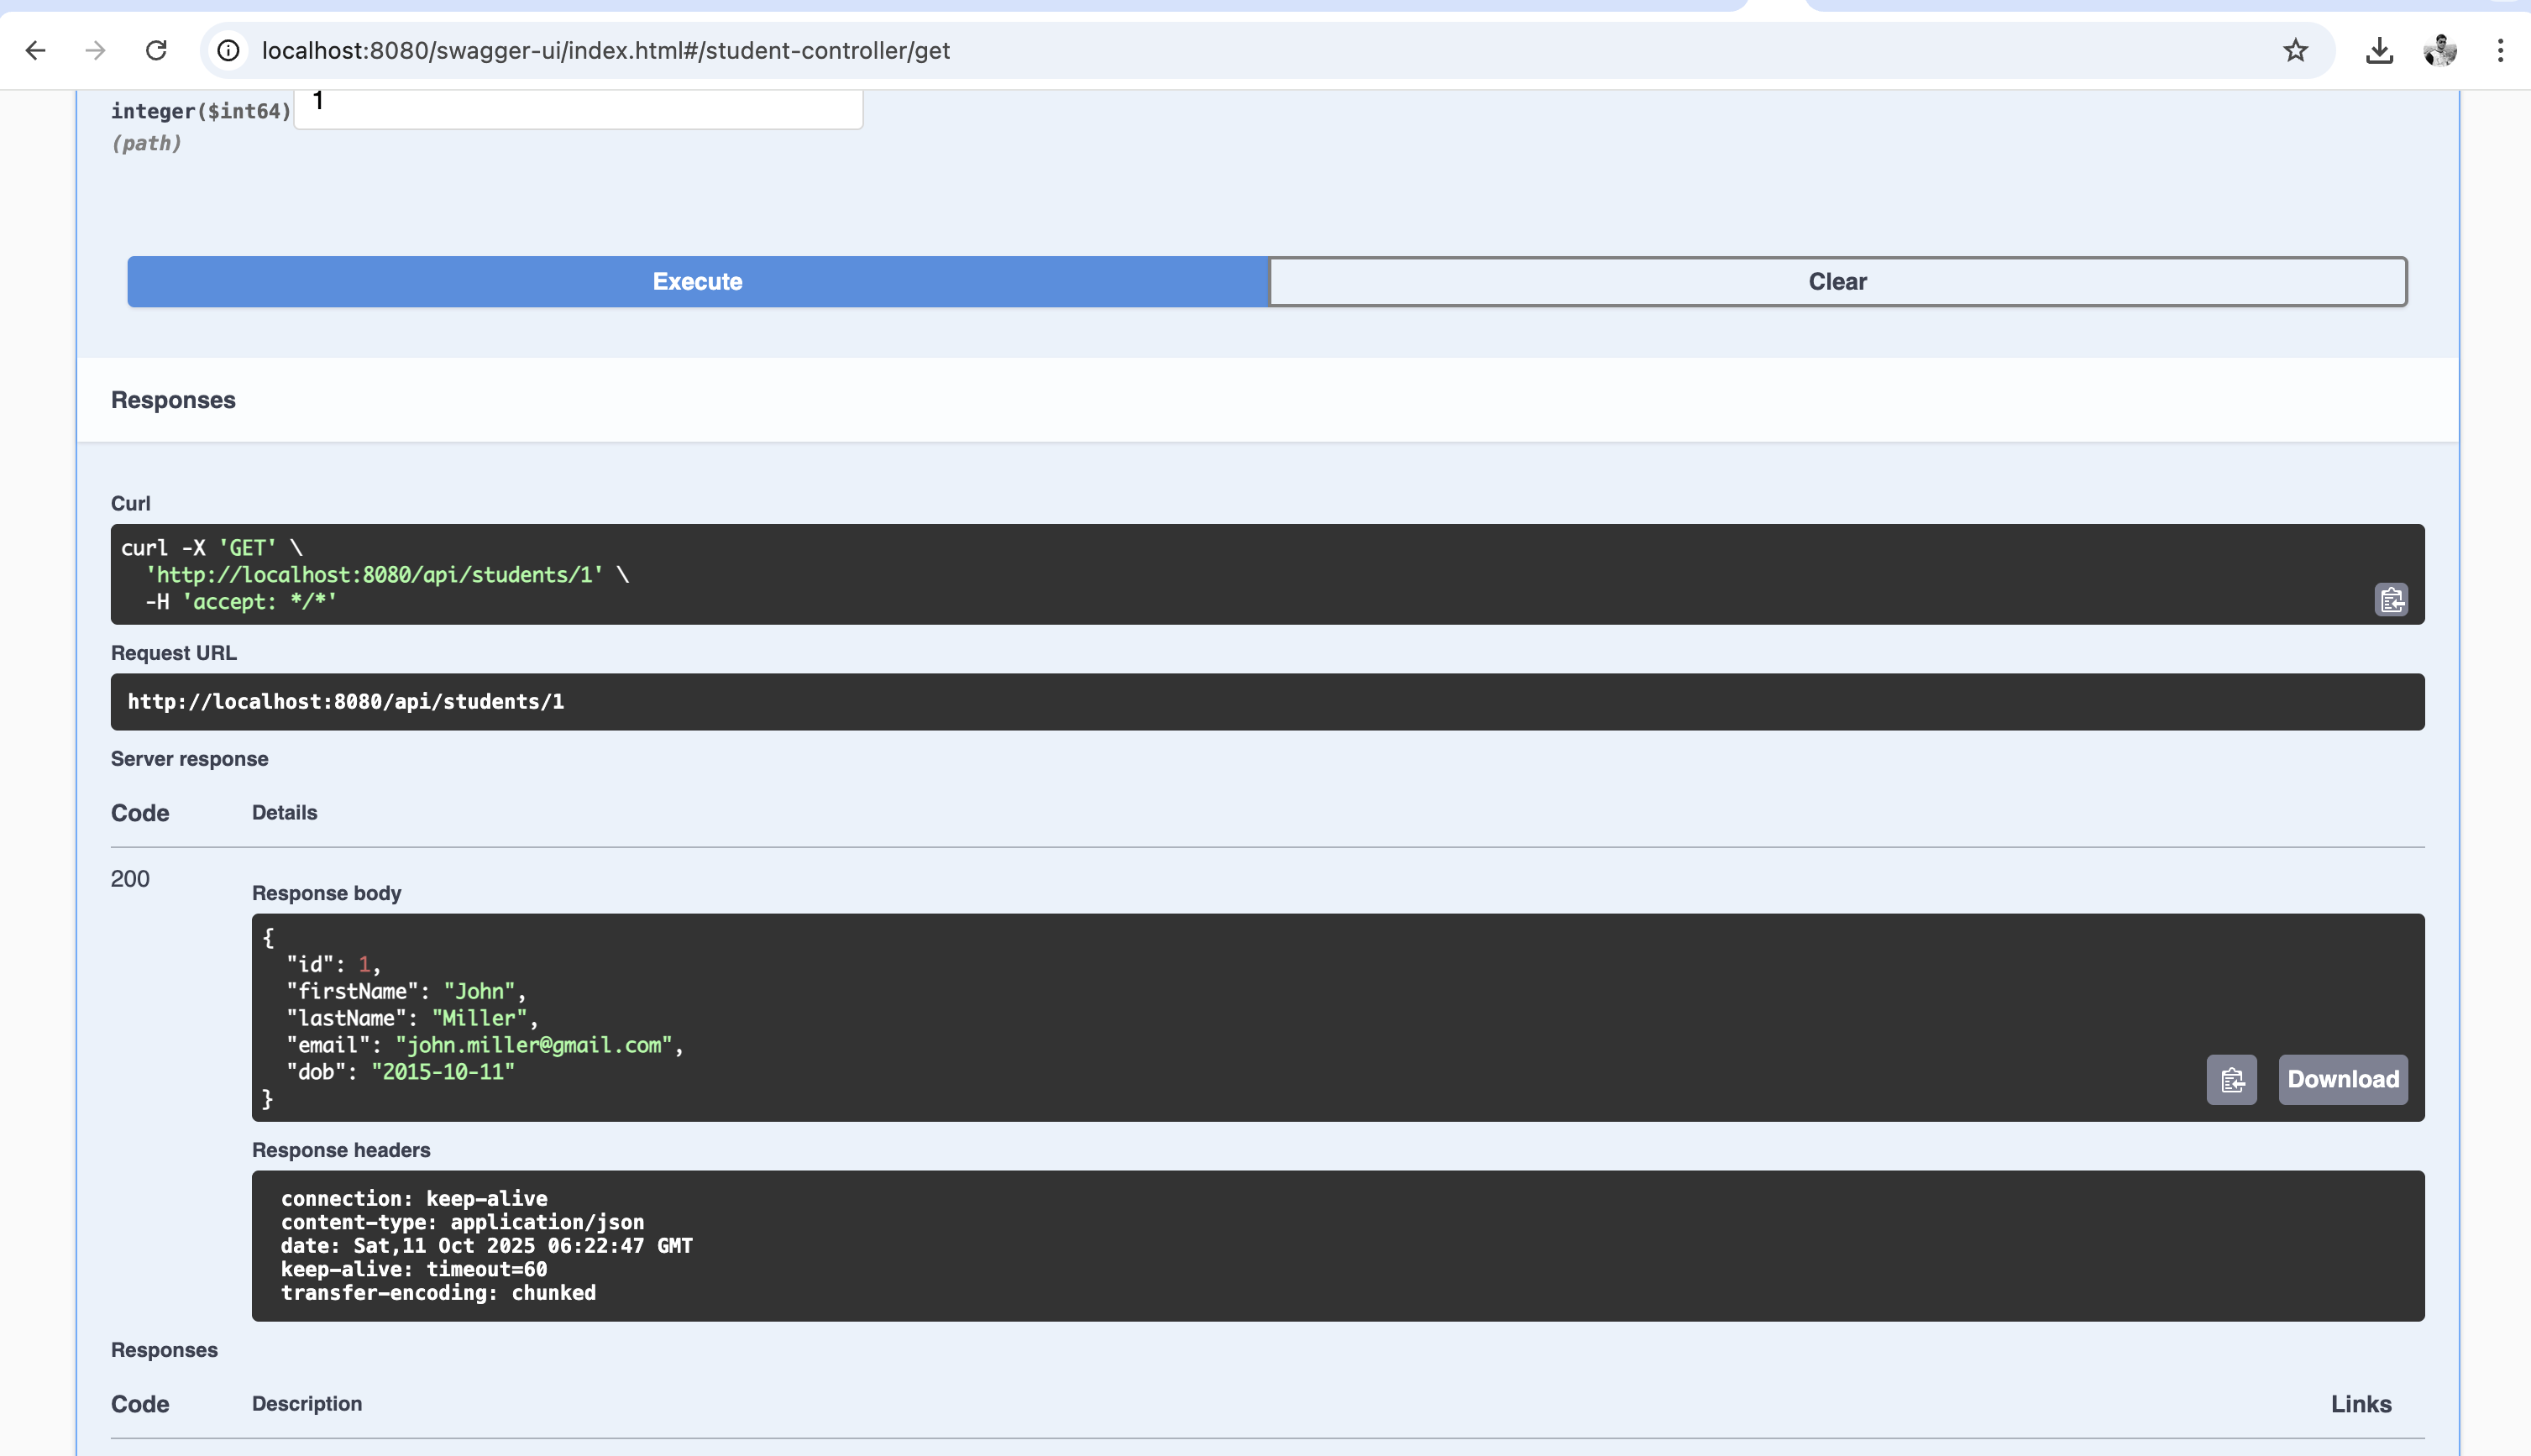 localhost:8080/swagger-ui/index.html#/student-controller/get
integer($int64)
1
(path)
Execute
Clear
Responses
Curl
curl -X 'GET' \
'http://localhost:8080/api/students/1' \
-H 'accept: */*'
Request URL
http://localhost:8080/api/students/1
Server response
Code Details
200
Response body
{
"id": 1,
"firstName": "John",
"lastName": "Miller",
"email": "john.miller@gmail.com",
"dob": "2015-10-11"
}
Download
Response headers
connection: keep-alive
content-type: application/json
date: Sat,11 Oct 2025 06:22:47 GMT
keep-alive: timeout=60
transfer-encoding: chunked
Responses
Code Description Links